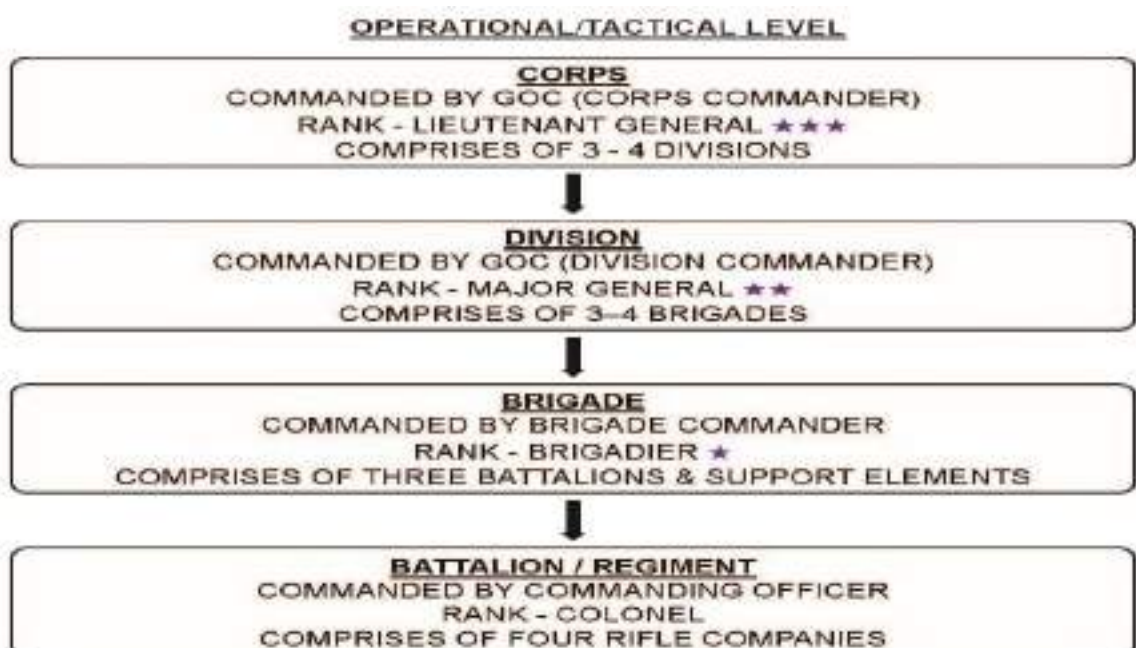 OPERATIONAL/TACTICAL LEVEL
CORPS
COMMANDED BY GOC (CORPS COMMANDER)
RANK - LIEUTENANT GENERAL ★★★
COMPRISES OF 3 - 4 DIVISIONS
DIVISION
COMMANDED BY GOC (DIVISION COMMANDER)
RANK - MAJOR GENERAL ★★
COMPRISES OF 3–4 BRIGADES
BRIGADE
COMMANDED BY BRIGADE COMMANDER
RANK - BRIGADIER ★
COMPRISES OF THREE BATTALIONS & SUPPORT ELEMENTS
BATTALION / REGIMENT
COMMANDED BY COMMANDING OFFICER
RANK - COLONEL
COMPRISES OF FOUR RIFLE COMPANIES